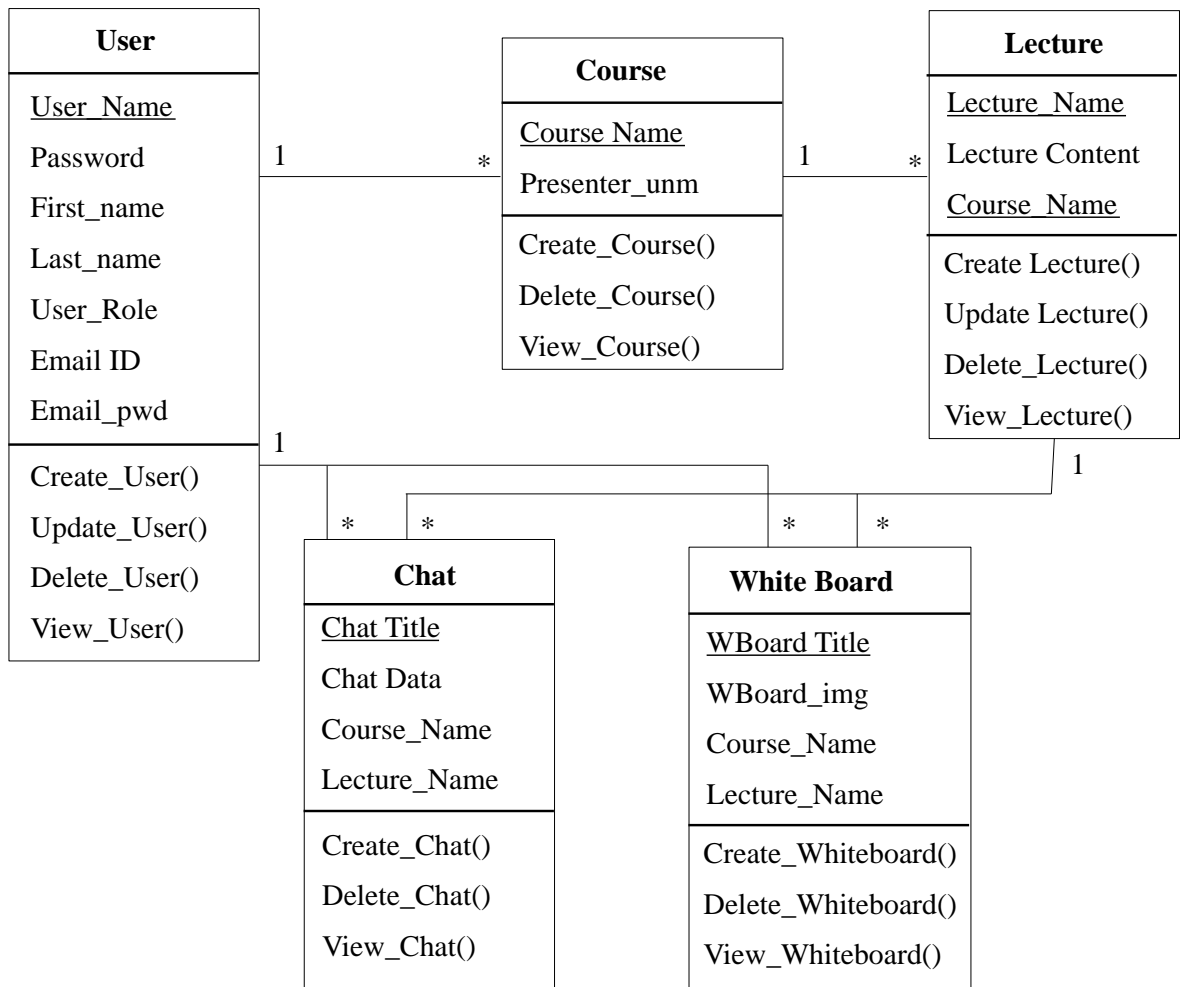 User
User_Name
Password
First_name
Last_name
User_Role
Email ID
Email_pwd
Create_User()
Update_User()
Delete_User()
View_User()
1
*
Course
Course Name
Presenter_unm
Create_Course()
Delete_Course()
View_Course()
1
*
Lecture
Lecture_Name
Lecture Content
Course_Name
Create Lecture()
Update Lecture()
Delete_Lecture()
View_Lecture()
1
1
*
*
*
*
Chat
Chat Title
Chat Data
Course_Name
Lecture_Name
Create_Chat()
Delete_Chat()
View_Chat()
White Board
WBoard Title
WBoard_img
Course_Name
Lecture_Name
Create_Whiteboard()
Delete_Whiteboard()
View_Whiteboard()